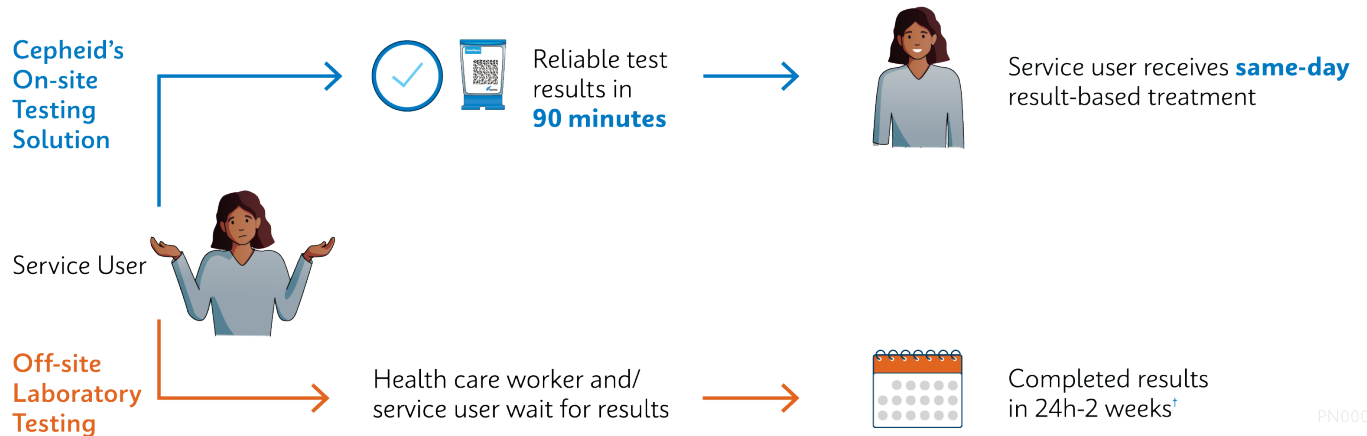 Cepheid’s
On-site
Testing
Solution
Reliable test
results in
90 minutes
Service user receives same-day
result-based treatment
Service User
Off-site
Laboratory
Testing
Health care worker and/
service user wait for results
Completed results
in 24h-2 weeks†